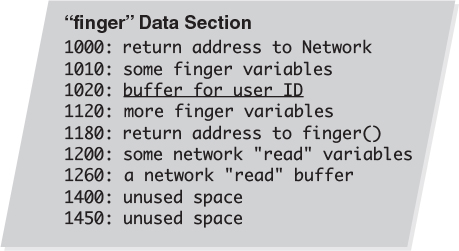 “finger” Data Section
1000: return address to Network
1010: some finger variables
1020: buffer for user ID
1120: more finger variables
1180: return address to finger()
1200: some network "read" variables
1260: a network "read" buffer
1400: unused space
1450: unused space